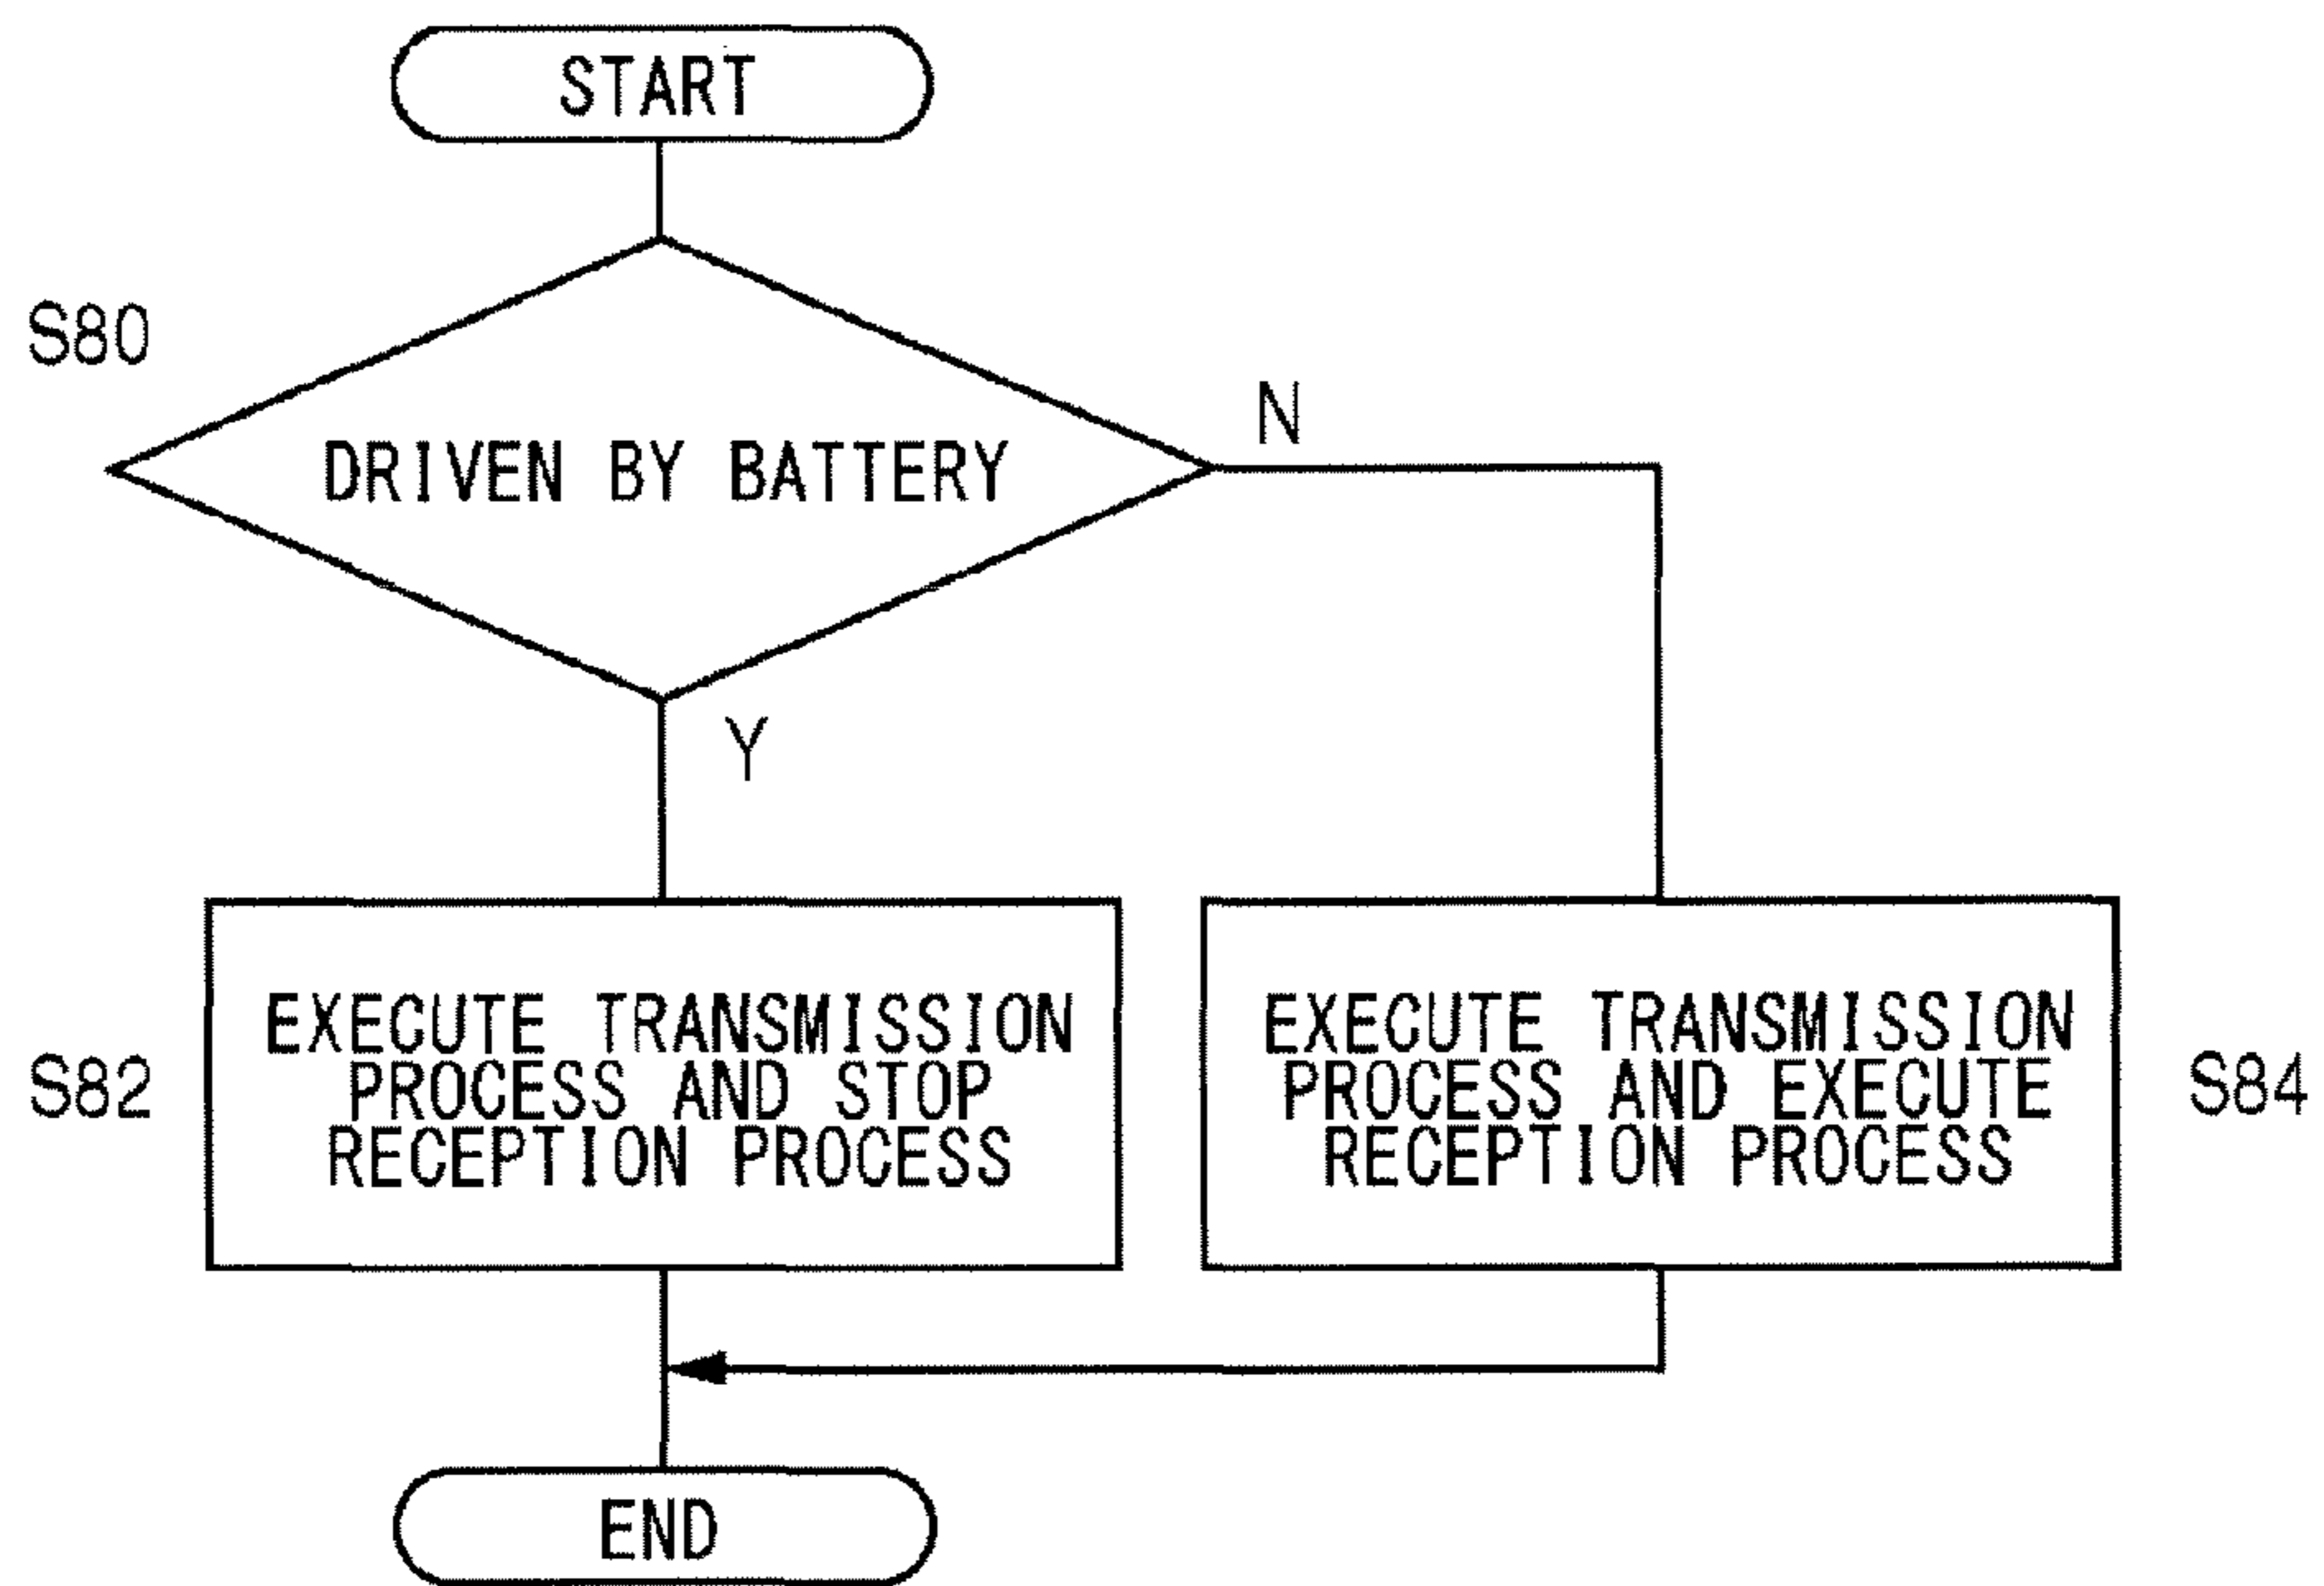 START
S80
DRIVEN BY BATTERY
N
Y
S82
EXECUTE TRANSMISSION
PROCESS AND STOP
RECEPTION PROCESS
EXECUTE TRANSMISSION
PROCESS AND EXECUTE
RECEPTION PROCESS
S84
END